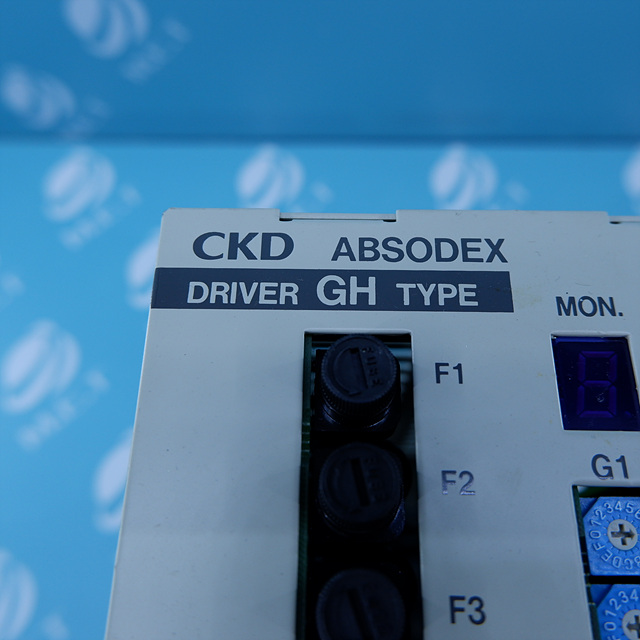 CKD ABSODEX
DRIVER GH TYPE
MON.
F1
G1
F2
F3